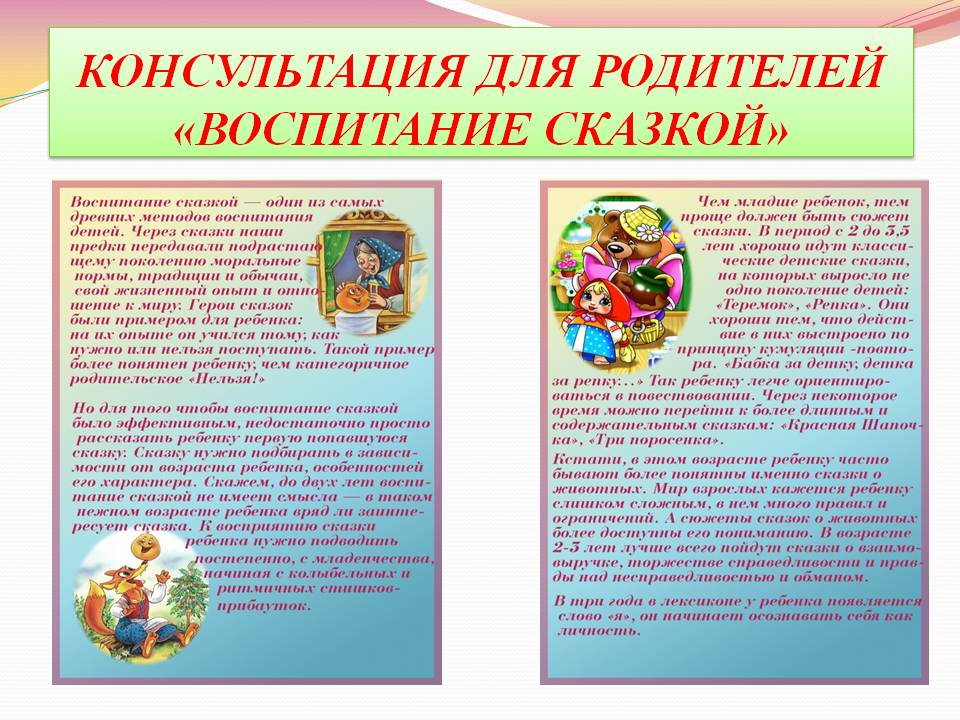 КОНСУЛЬТАЦИЯ ДЛЯ РОДИТЕЛЕЙ
«ВОСПИТАНИЕ СКАЗКОЙ»
Воспитание сказкой — один из самых
древних методов воспитания
детей. Через сказки наши
предки передавали подрастаю
щему поколению моральные
нормы, традиции и обычаи,
свой жизненный опыт и отно
шение к миру. Герои сказок
были примером для ребенка:
на их опыте он учился тому, как
нужно или нельзя поступать. Такой пример
более понятен ребенку, чем категоричное
родительское «Нельзя!»
Но для того чтобы воспитание сказкой
было эффективным, недостаточно просто
рассказать ребенку первую попавшуюся
сказку. Сказку нужно подбирать в зависи-
мости от возраста ребенка, особенностей
его характера. Скажем, до двух лет воспи-
тание сказкой не имеет смысла — в таком
нежном возрасте ребенка вряд ли заинте-
ресует сказка. К восприятию сказки
ребенка нужно подводить
постепенно, с младенчества,
начиная с колыбельных и
ритмичных стишков-
прибауток.
Чем младше ребенок, тем
проще должен быть сюжет
сказки. В период с 2 до 3,5
лет хорошо идут класси-
ческие детские сказки,
на которых выросло не
одно поколение детей:
«Теремок», «Репка». Они
хороши тем, что дейст-
вие в них выстроено по
принципу кумуляции -повто-
ра. «Бабка за детку, детка
за репку...» Так ребенку легче ориентиро-
ваться в повествовании. Через некоторое
время можно перейти к более длинным и
содержательным сказкам: «Красная Шапоч-
ка», «Три поросенка».
Кстати, в этом возрасте ребенку часто
бывают более понятны именно сказки о
животных. Мир взрослых кажется ребенку
слишком сложным, в нем много правил и
ограничений. А сюжеты сказок о животных
более доступны его пониманию. В возрасте
2-3 лет лучше всего пойдут сказки о взаимо-
выручке, торжестве справедливости и прав-
ды над несправедливостью и обманом.
В три года в лексиконе у ребенка появляется
слово «я», он начинает осознавать себя как
личность.